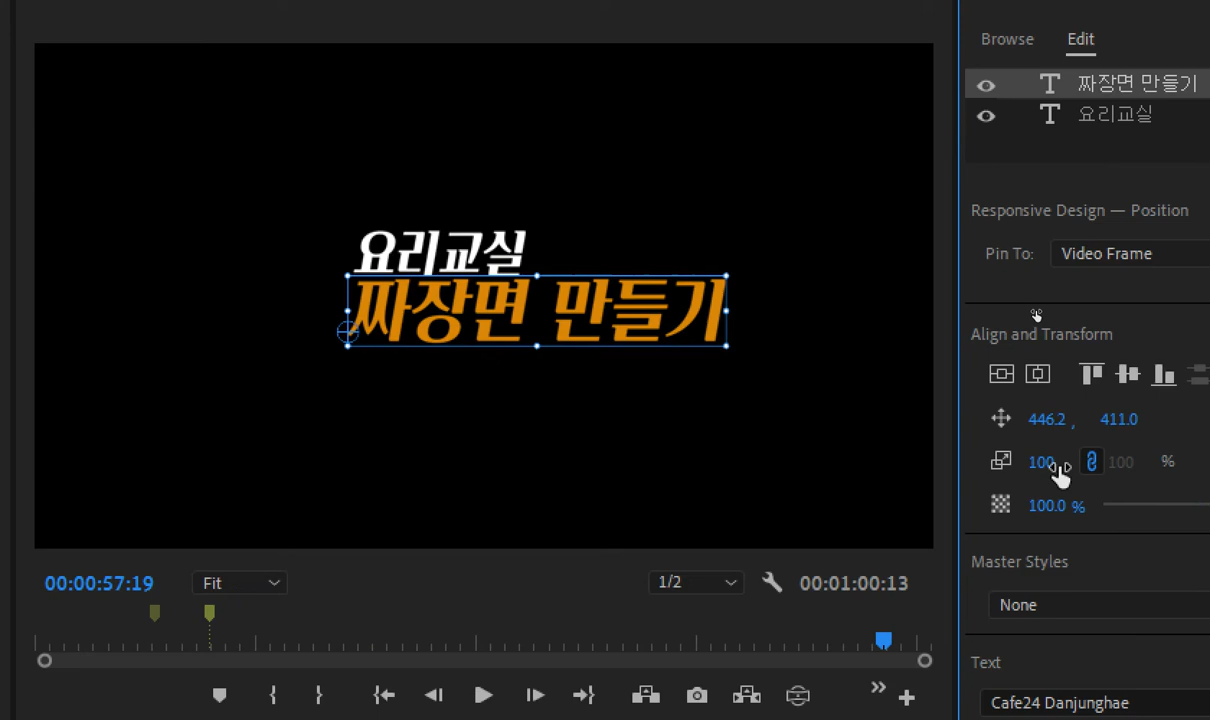 Browse Edit
짜장면 만들기
요리교실
Responsive Design — Position
Pin To: Video Frame
요리교실
짜장면 만들기
Align and Transform
446.2 , 411.0
100 100 %
100.0 %
00:00:57:19 Fit 1/2 00:01:00:13
Master Styles
None
Text
Cafe24 Danjunghae